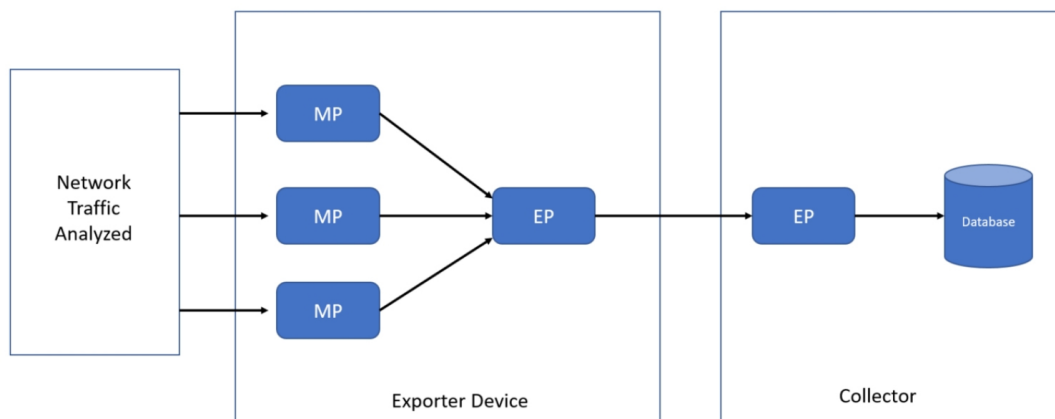 Network
Traffic
Analyzed
MP
MP
MP
EP
Exporter Device
EP
Database
Collector